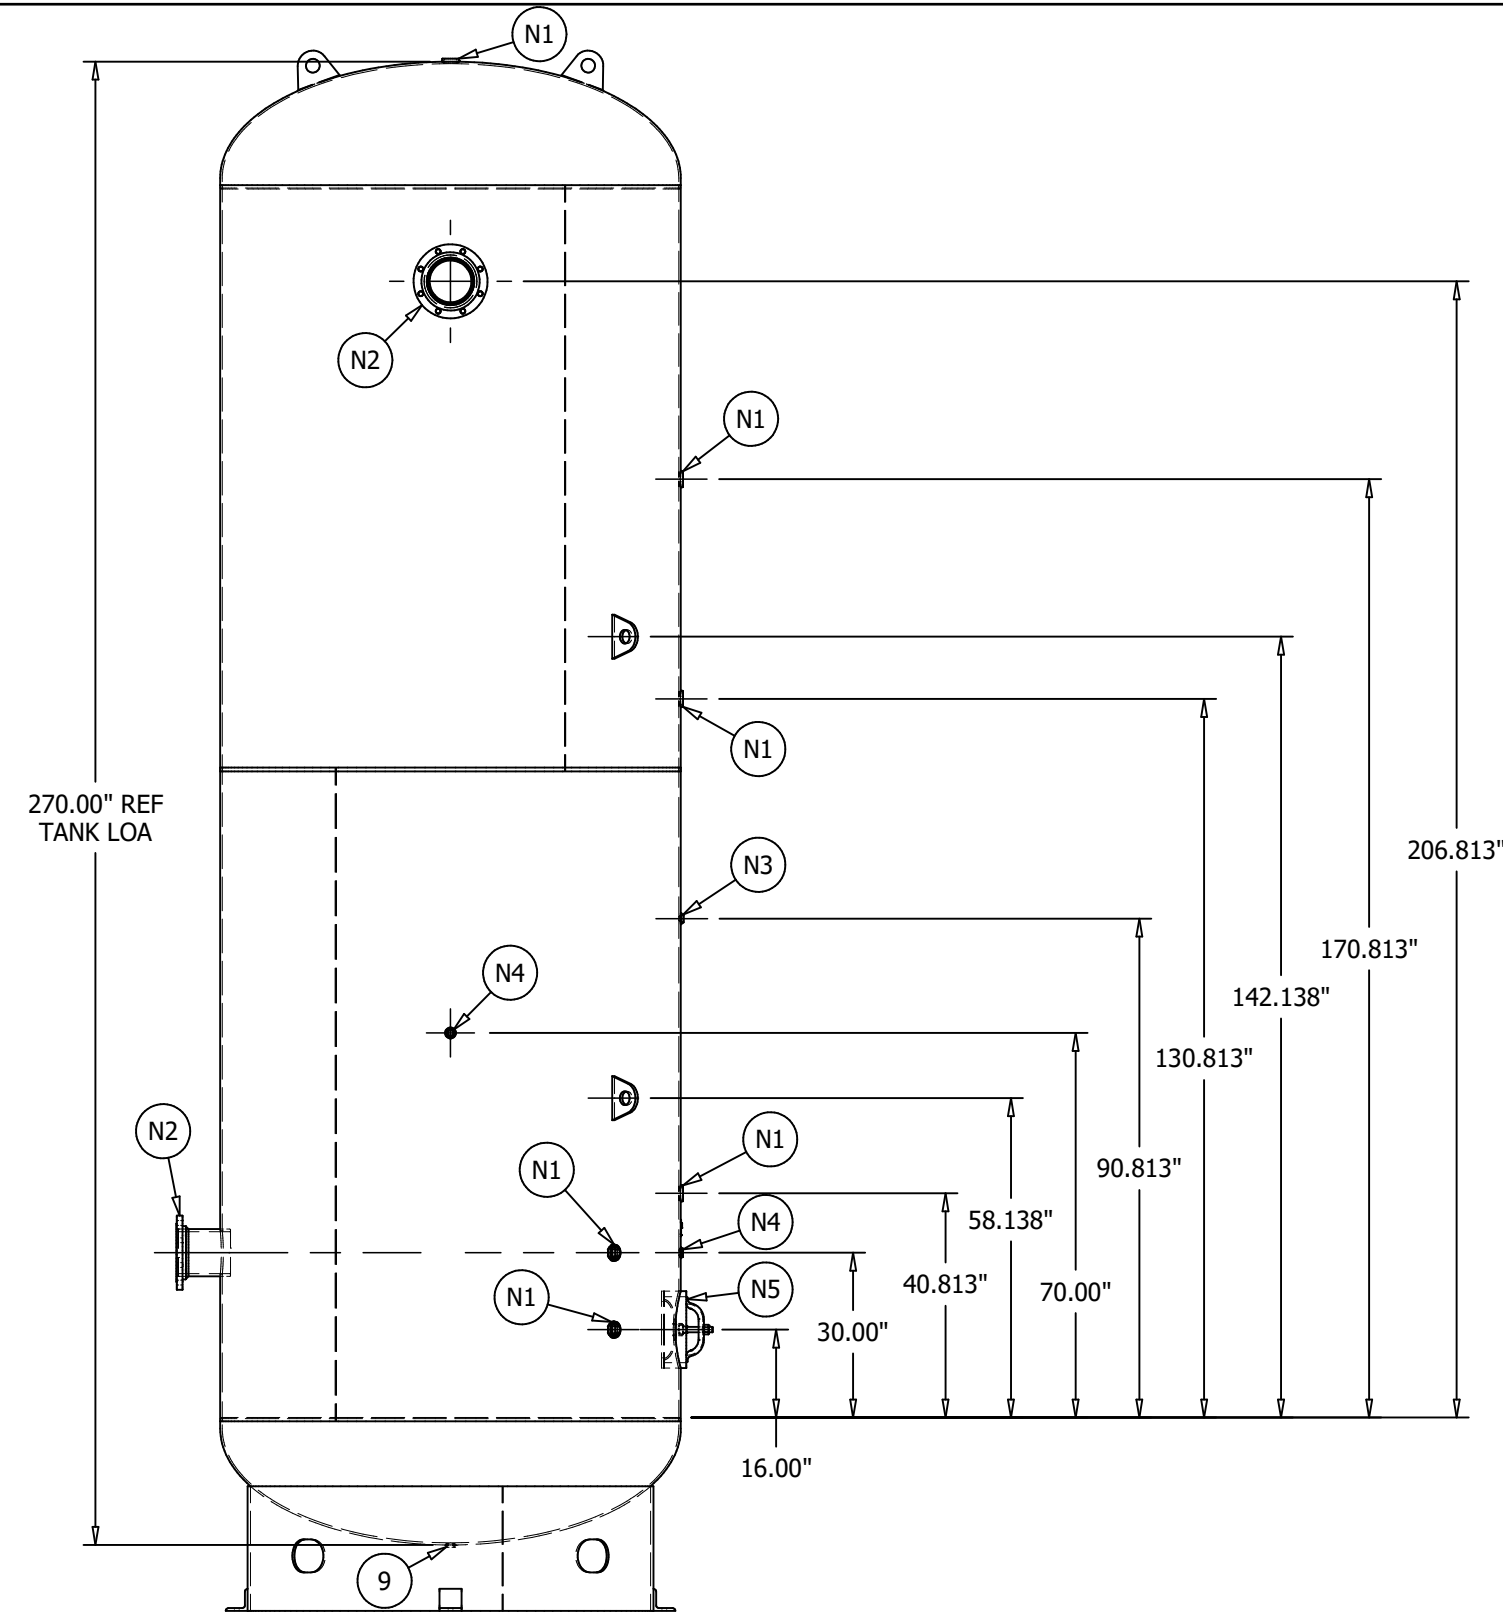 N1
N2
N1
N1
270.00" REF
TANK LOA
206.813"
N3
170.813"
N4
142.138"
130.813"
N2
N1
N1
90.813"
58.138"
N4
N5
40.813"
70.00"
N1
30.00"
16.00"
9